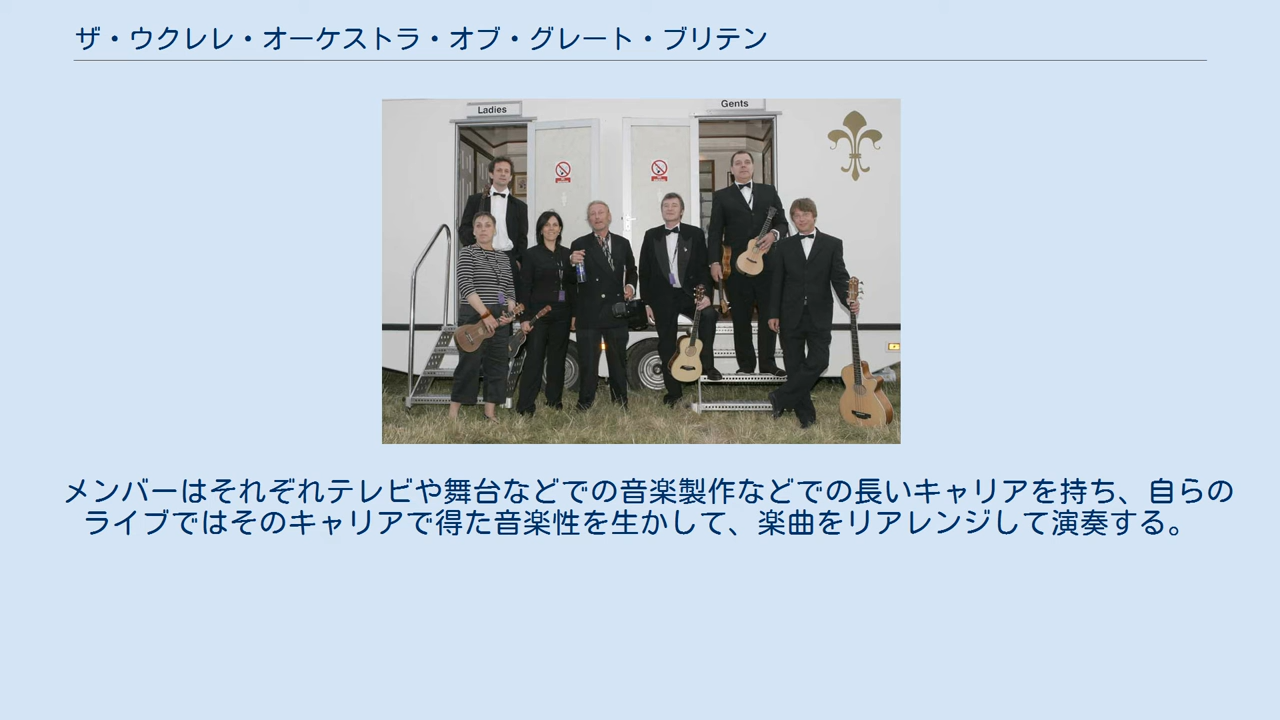 ザ・ウクレレ・オーケストラ・オブ・グレート・ブリテン
Ladies
Gents
メンバーはそれぞれテレビや舞台などでの音楽製作などでの長いキャリアを持ち、自らの
ライブではそのキャリアで得た音楽性を生かして、楽曲をリアレンジして演奏する。